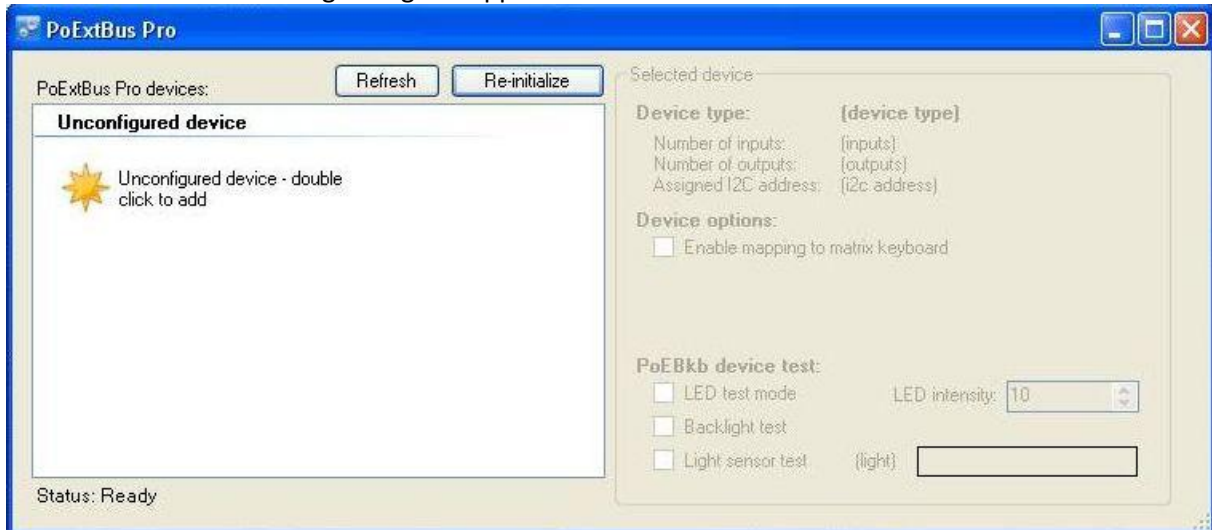 PoExtBus Pro
PoExtBus Pro devices:
Refresh
Re-initialize
Unconfigured device
Unconfigured device - double
click to add
Status: Ready
Selected device
Device type: {device type}
Number of inputs: {inputs}
Number of outputs: {outputs}
Assigned I2C address: {i2c address}
Device options:
Enable mapping to matrix keyboard
PoEBkb device test:
LED test mode
LED intensity: 10
Backlight test
Light sensor test {light}